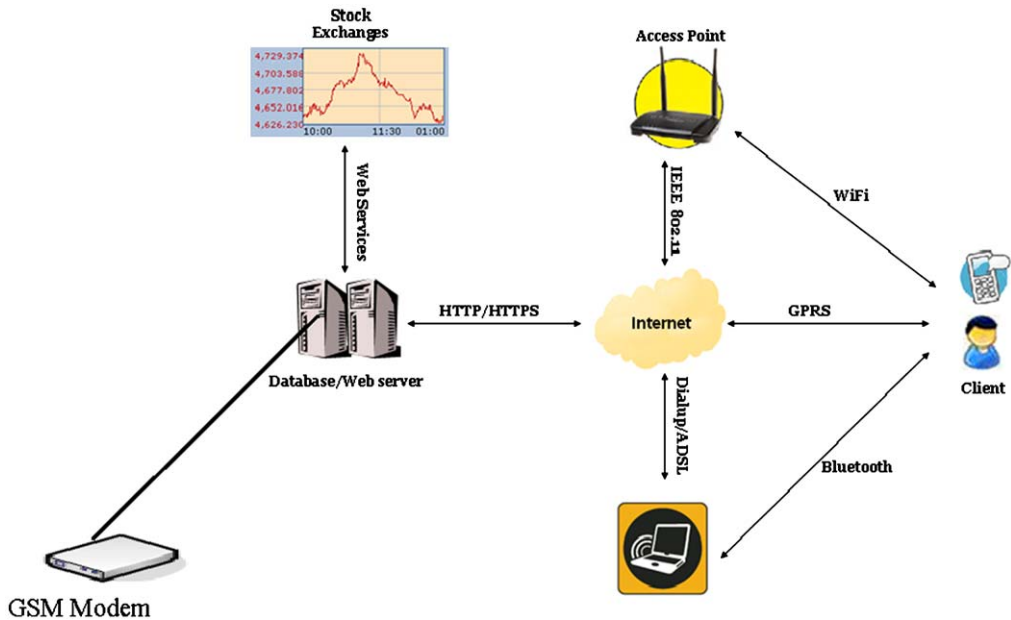 Stock
Exchanges
4,729.374
4,703.588
4,677.802
4,652.016
4,626.230
10:00 11:30 01:00
Access Point
Web Services
IEEE 802.11
WiFi
HTTP/HTTPS
Internet
GPRS
Database/Web server
Client
Dialup/ADSL
Bluetooth
GSM Modem